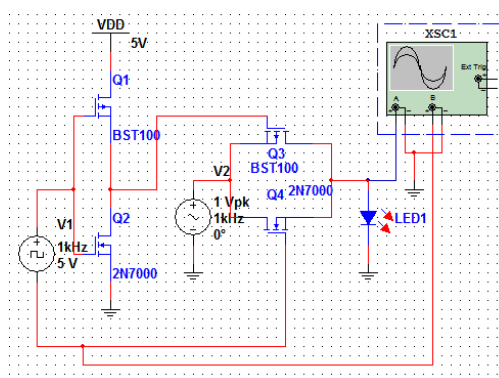 VDD
5V
XSC1
Ext Trig
A
B
Q1
BST100
Q3
BST100
V2
2N7000
Q4
1 Vpk
1kHz
0°
V1
1kHz
5 V
Q2
2N7000
LED1